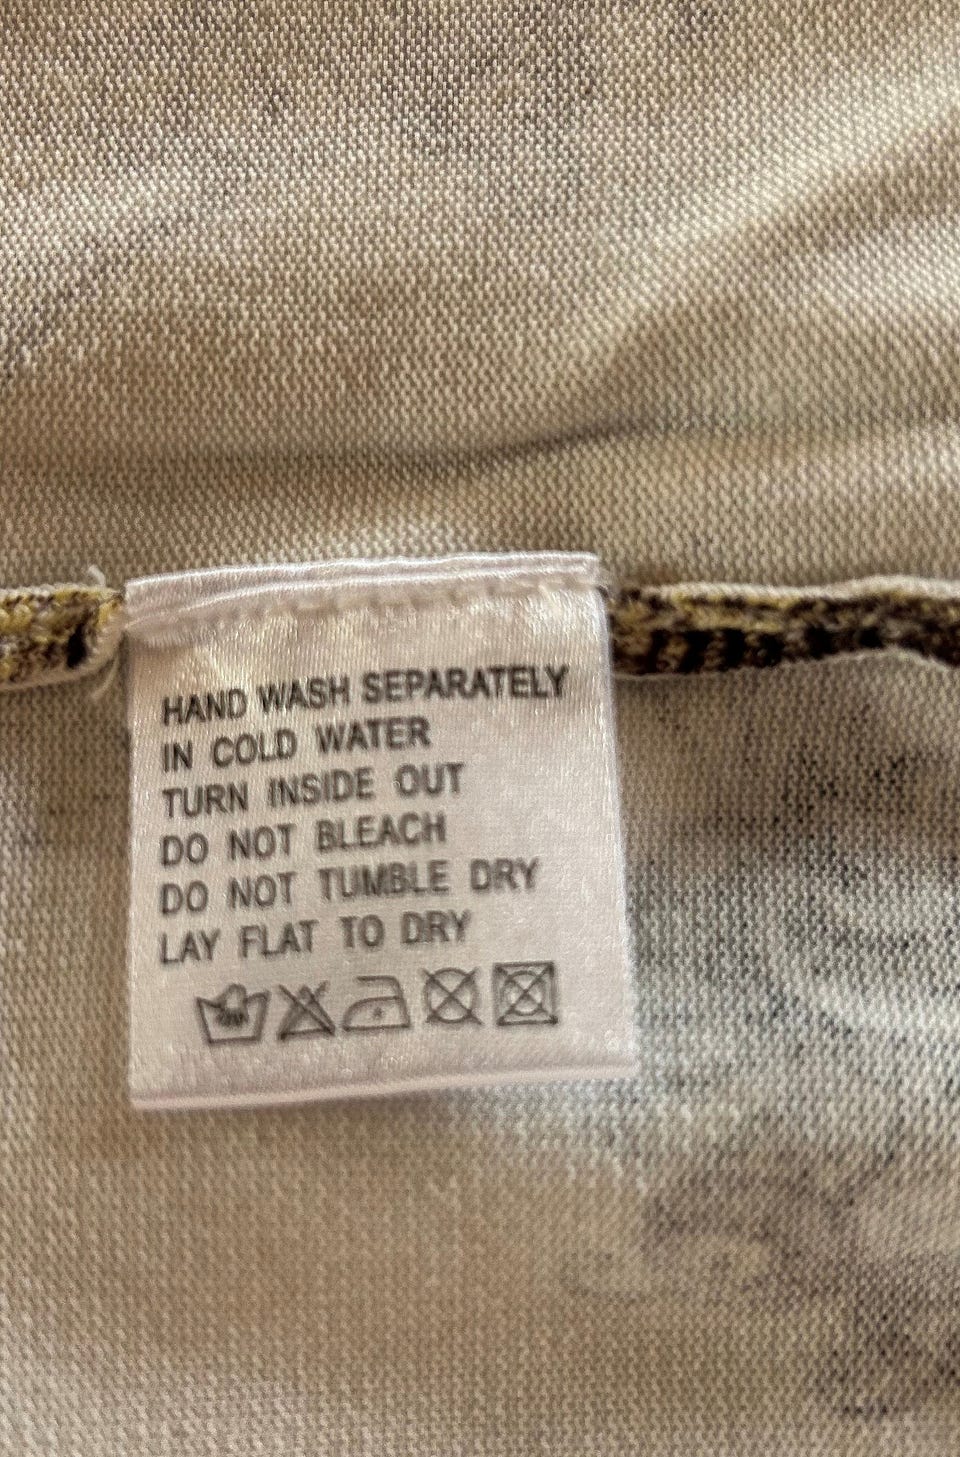 HAND WASH SEPARATELY
IN COLD WATER
TURN INSIDE OUT
DO NOT BLEACH
DO NOT TUMBLE DRY
LAY FLAT TO DRY